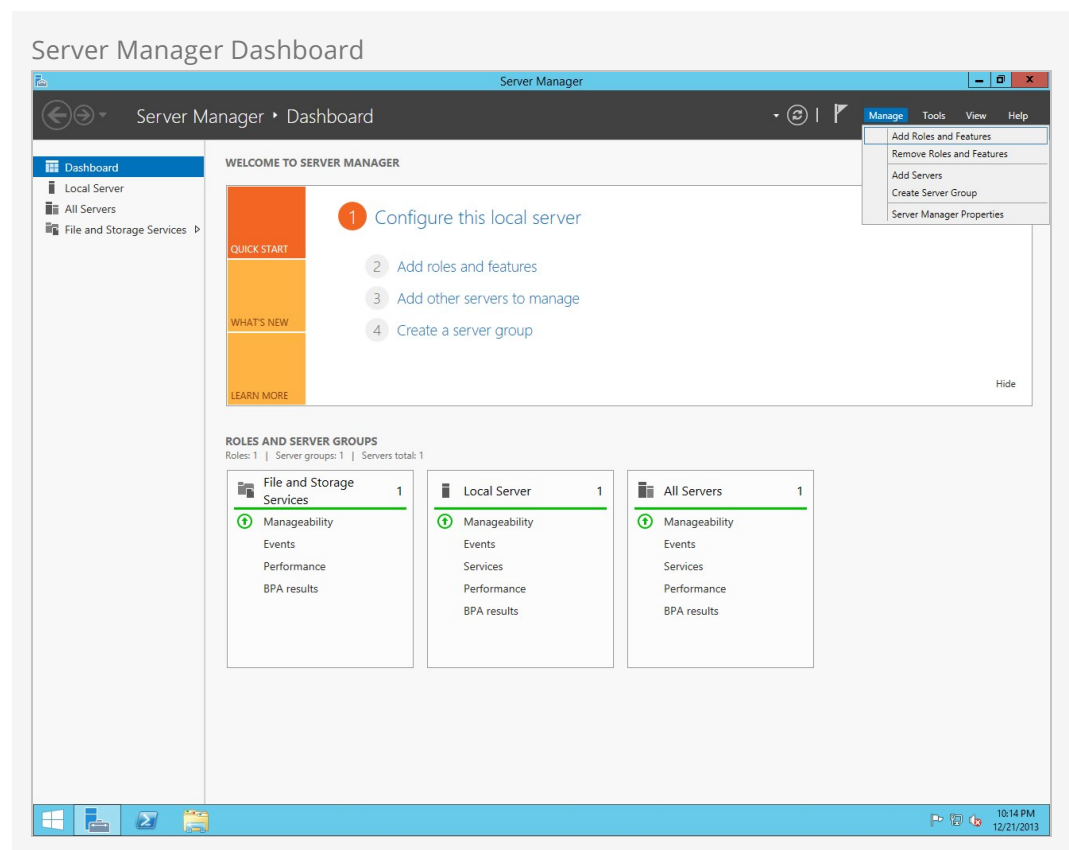 Server Manager Dashboard
Server Manager
Server Manager • Dashboard
Manage Tools View Help
Add Roles and Features
Remove Roles and Features
Add Servers
Create Server Group
Server Manager Properties
Dashboard
Local Server
All Servers
File and Storage Services
WELCOME TO SERVER MANAGER
QUICK START
WHAT'S NEW
LEARN MORE
1 Configure this local server
2 Add roles and features
3 Add other servers to manage
4 Create a server group
Hide
ROLES AND SERVER GROUPS
Roles: 1 | Server groups: 1 | Servers total: 1
File and Storage
Services
1
Manageability
Events
Performance
BPA results
Local Server 1
Manageability
Events
Services
Performance
BPA results
All Servers 1
Manageability
Events
Services
Performance
BPA results
10:14 PM
12/21/2013